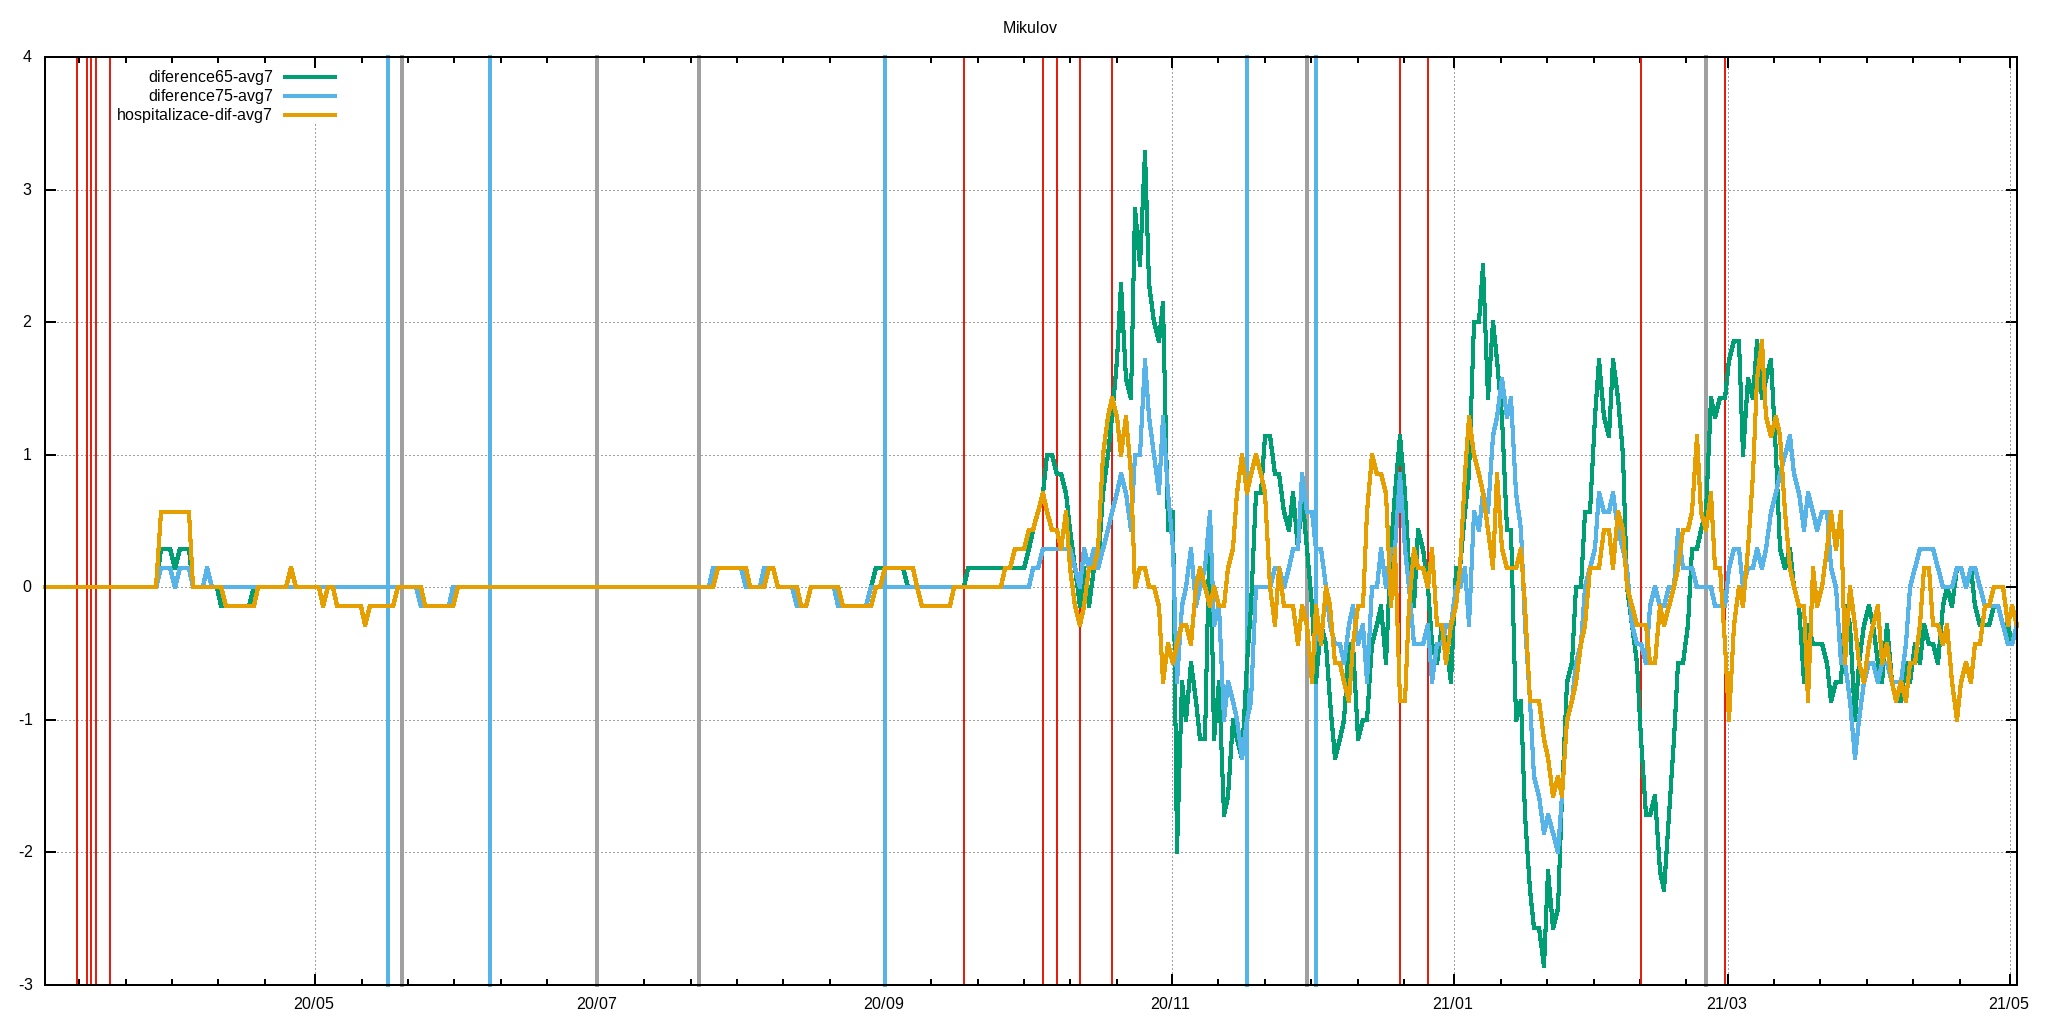 Mikulov
4
diference65-avg7
diference75-avg7
hospitalizace-dif-avg7
3
2
1
0
-1
-2
-3
20/05 20/07 20/09 20/11 21/01 21/03 21/05